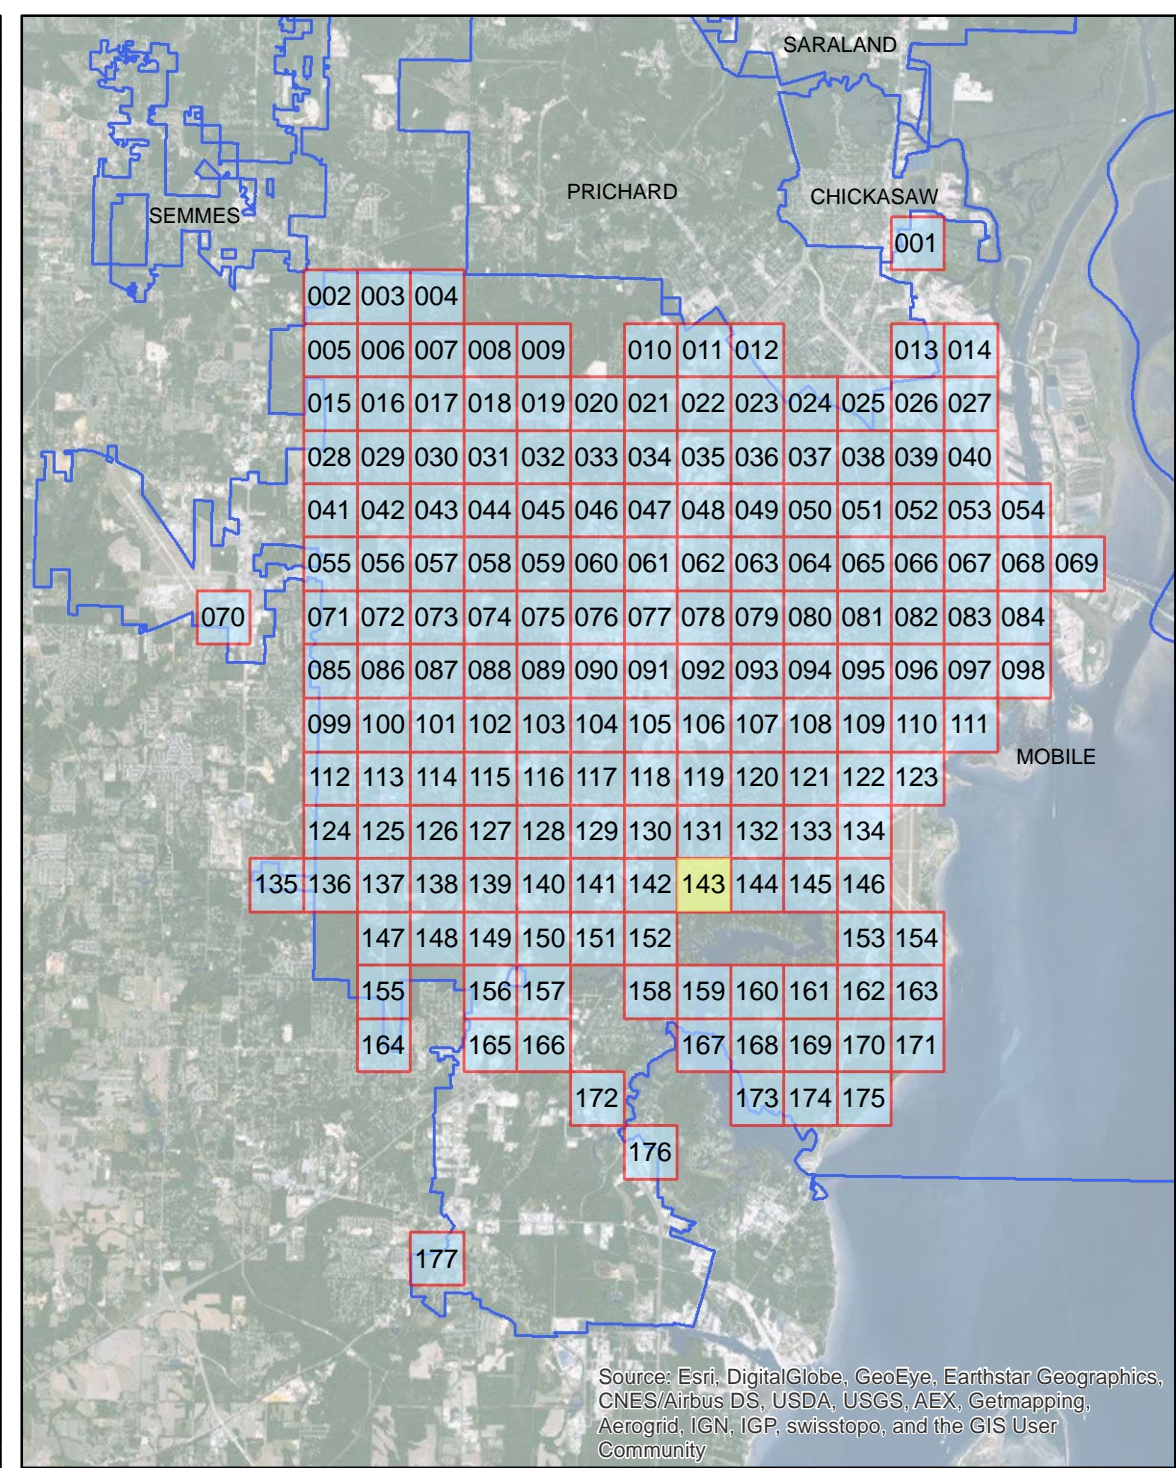 SARALAND
PRICHARD
CHICKASAW
SEMMES
001
002 003 004
005 006 007 008 009 010 011 012 013 014
015 016 017 018 019 020 021 022 023 024 025 026 027
028 029 030 031 032 033 034 035 036 037 038 039 040
041 042 043 044 045 046 047 048 049 050 051 052 053 054
055 056 057 058 059 060 061 062 063 064 065 066 067 068 069
070 071 072 073 074 075 076 077 078 079 080 081 082 083 084
085 086 087 088 089 090 091 092 093 094 095 096 097 098
099 100 101 102 103 104 105 106 107 108 109 110 111
MOBILE
112 113 114 115 116 117 118 119 120 121 122 123
124 125 126 127 128 129 130 131 132 133 134
135 136 137 138 139 140 141 142 143 144 145 146
147 148 149 150 151 152 153 154
155 156 157 158 159 160 161 162 163
164 165 166 167 168 169 170 171
172 173 174 175
176
177
Source: Esri, DigitalGlobe, GeoEye, Earthstar Geographics,
CNES/Airbus DS, USDA, USGS, AEX, Getmapping,
Aerogrid, IGN, IGP, swisstopo, and the GIS User
Community